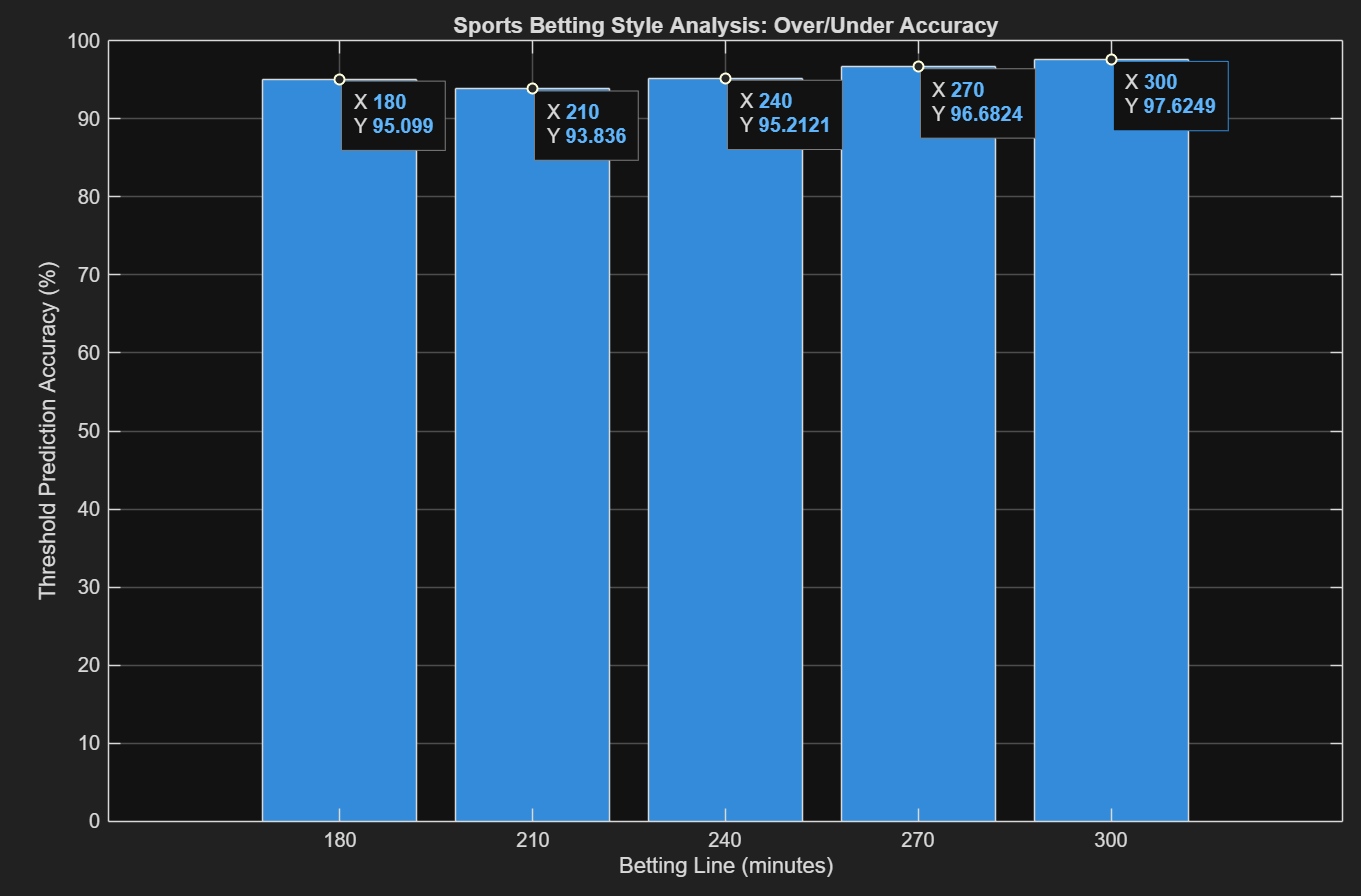 Sports Betting Style Analysis: Over/Under Accuracy
100
90
80
70
60
50
40
30
20
10
0
Threshold Prediction Accuracy (%)
X 180
Y 95.099
X 210
Y 93.836
X 240
Y 95.2121
X 270
Y 96.6824
X 300
Y 97.6249
180 210 240 270 300
Betting Line (minutes)